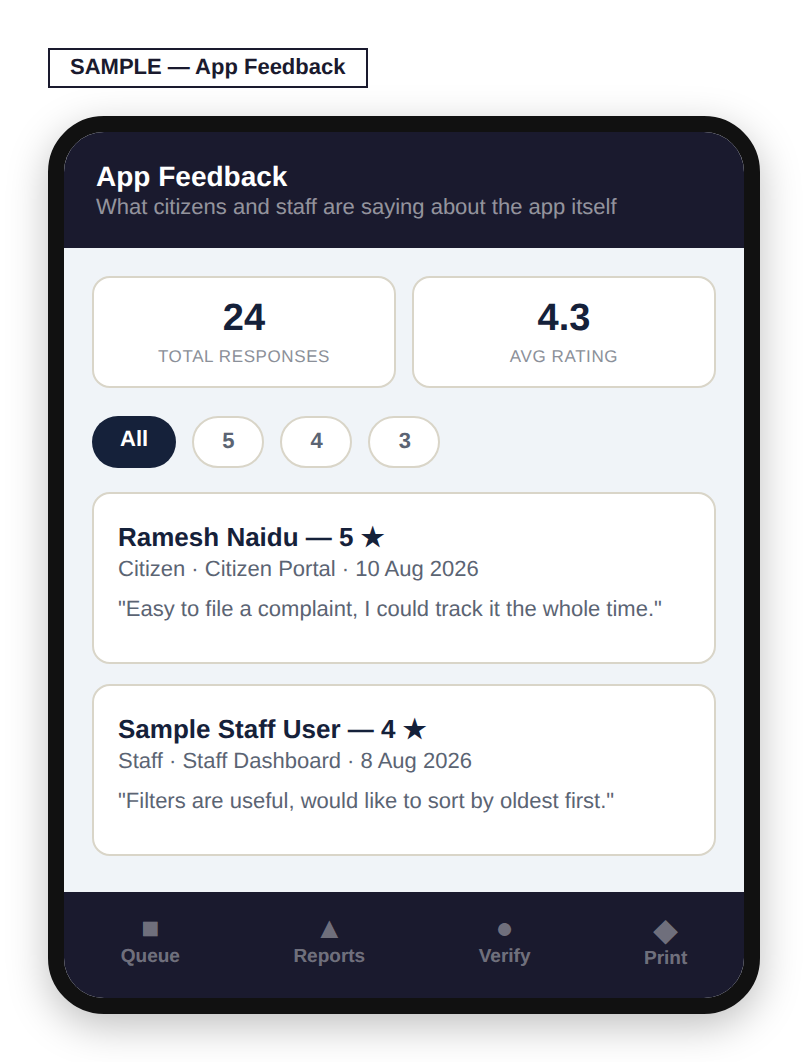 SAMPLE — App Feedback
App Feedback
What citizens and staff are saying about the app itself
24
TOTAL RESPONSES
4.3
AVG RATING
All
5
4
3
Ramesh Naidu — 5 ★
Citizen · Citizen Portal · 10 Aug 2026
"Easy to file a complaint, I could track it the whole time."
Sample Staff User — 4 ★
Staff · Staff Dashboard · 8 Aug 2026
"Filters are useful, would like to sort by oldest first."
Queue
Reports
Verify
Print